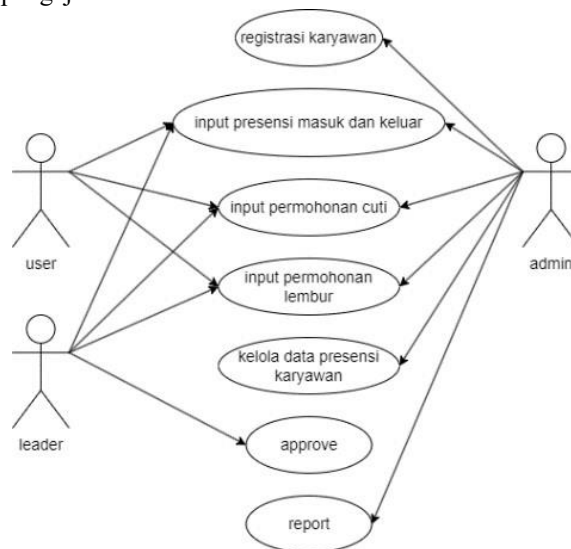 registrasi karyawan
input presensi masuk dan keluar
input permohonan cuti
user
admin
input permohonan
lembur
kelola data presensi
karyawan
leader
approve
report